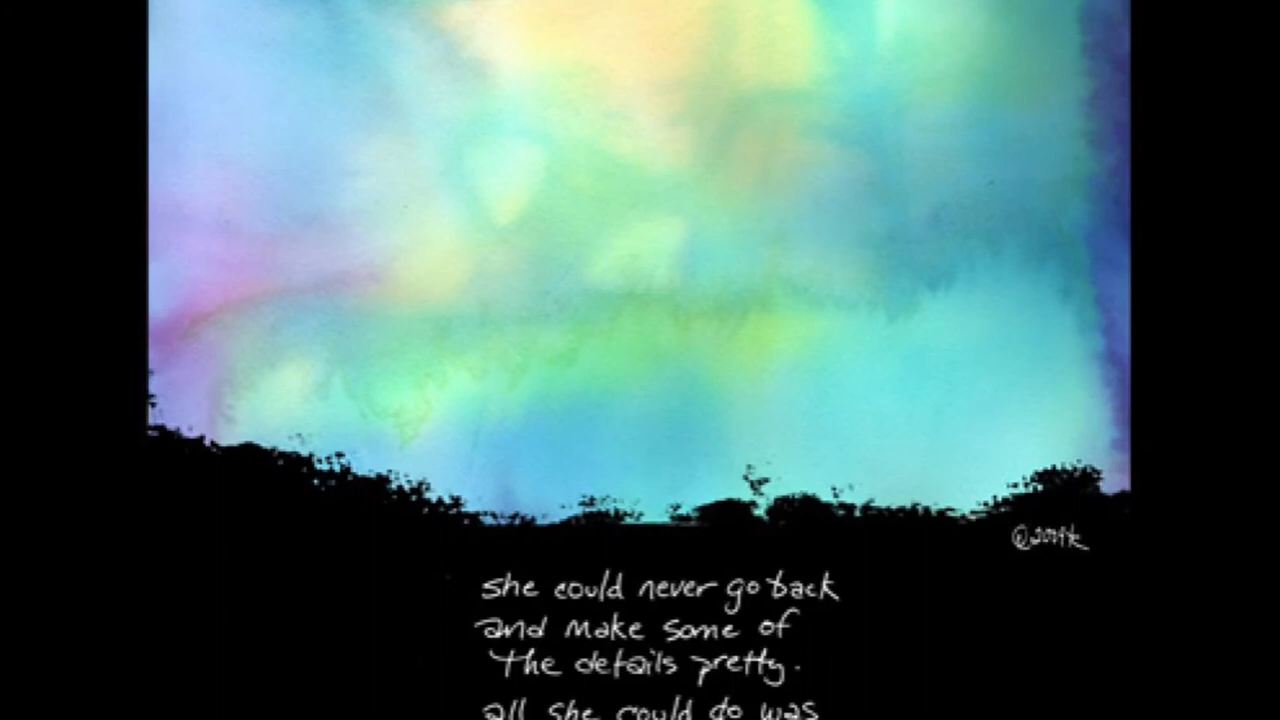 she could never go back
and make some of
the details pretty.
all she could do was